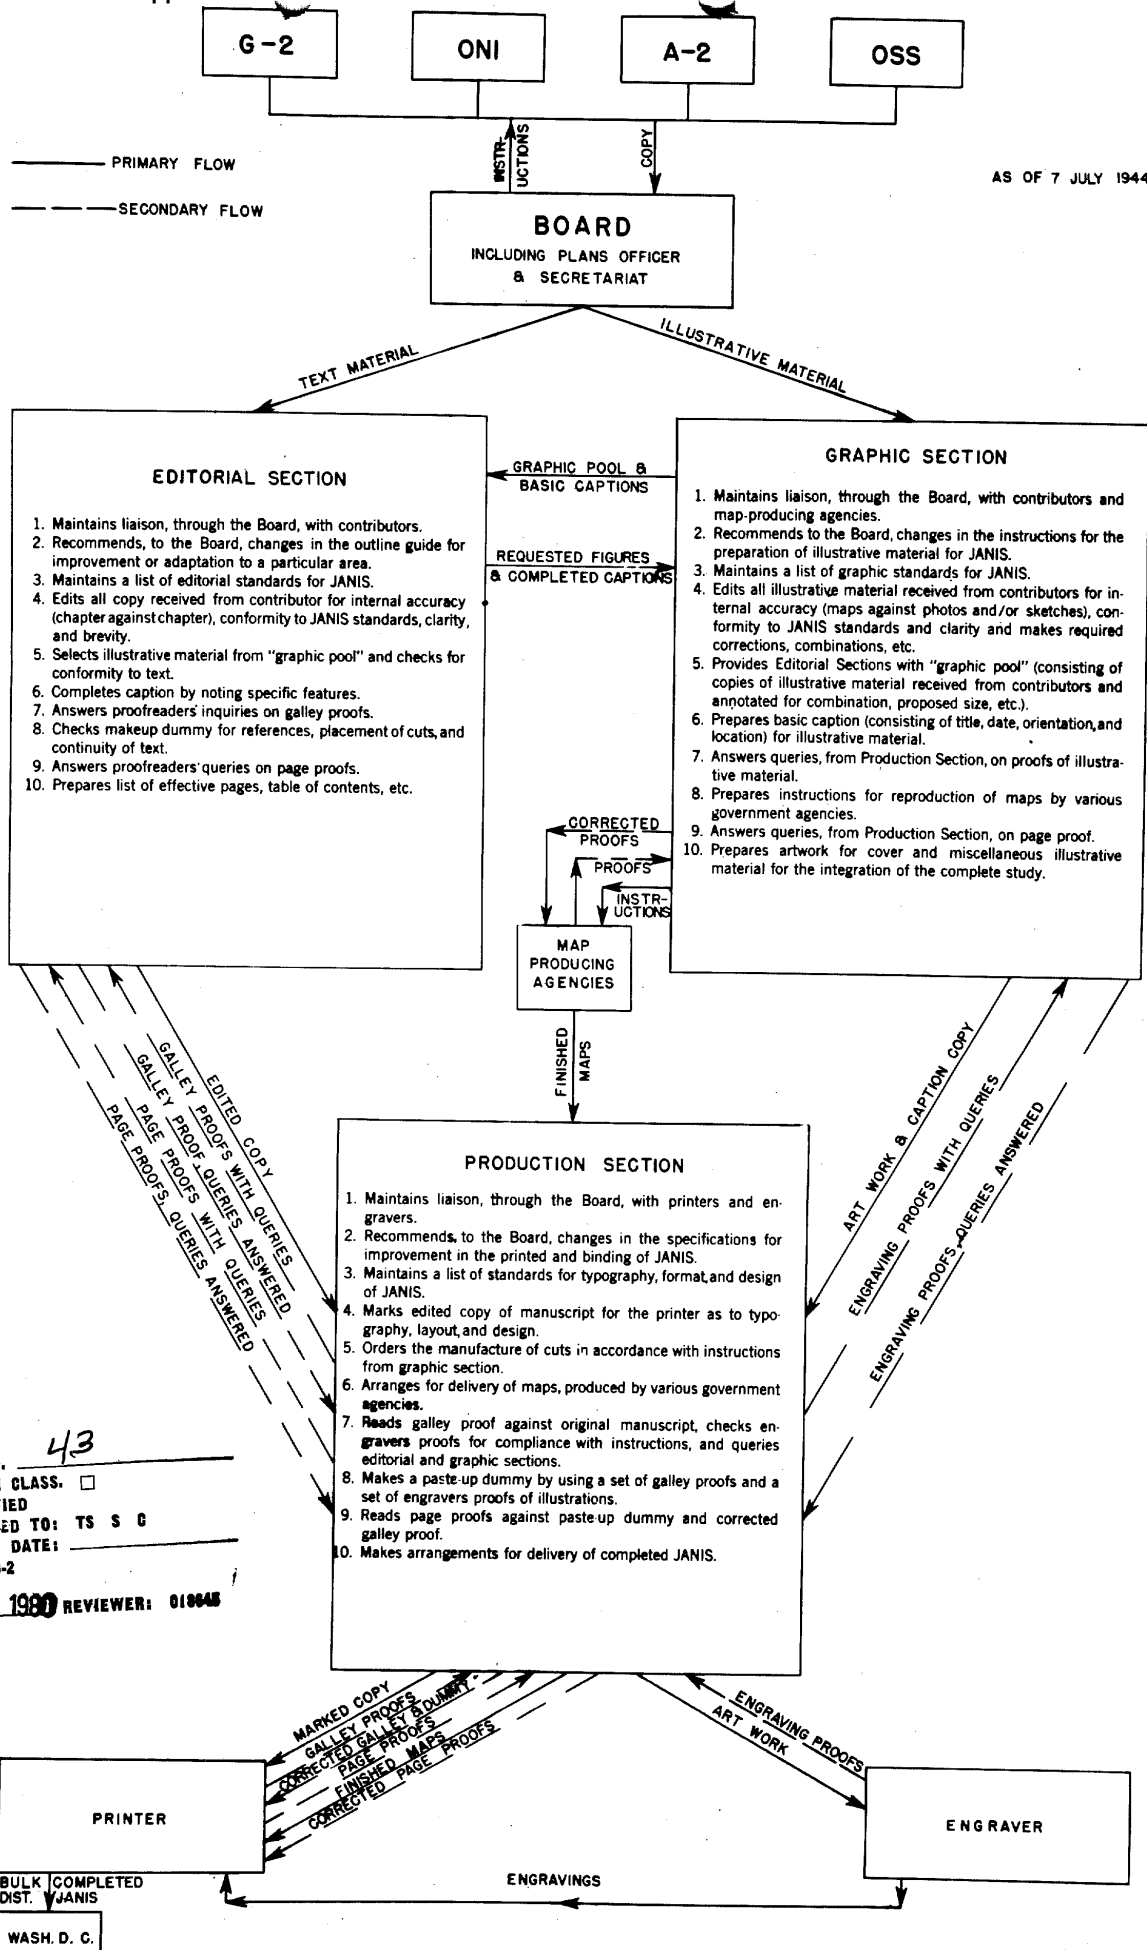 G-2
ONI
A-2
OSS
INSTR-
UCTIONS
COPY
PRIMARY FLOW
SECONDARY FLOW
AS OF 7 JULY 1944
BOARD
INCLUDING PLANS OFFICER
& SECRETARIAT
TEXT MATERIAL
ILLUSTRATIVE MATERIAL
EDITORIAL SECTION
1. Maintains liaison, through the Board, with contributors.
2. Recommends, to the Board, changes in the outline guide for
improvement or adaptation to a particular area.
3. Maintains a list of editorial standards for JANIS.
4. Edits all copy received from contributor for internal accuracy
(chapter against chapter), conformity to JANIS standards, clarity,
and brevity.
5. Selects illustrative material from "graphic pool" and checks for
conformity to text.
6. Completes caption by noting specific features.
7. Answers proofreaders' inquiries on galley proofs.
8. Checks makeup dummy for references, placement of cuts, and
continuity of text.
9. Answers proofreaders' queries on page proofs.
10. Prepares list of effective pages, table of contents, etc.
GRAPHIC POOL &
BASIC CAPTIONS
REQUESTED FIGURES
& COMPLETED CAPTIONS
GRAPHIC SECTION
1. Maintains liaison, through the Board, with contributors and
map-producing agencies.
2. Recommends to the Board, changes in the instructions for the
preparation of illustrative material for JANIS.
3. Maintains a list of graphic standards for JANIS.
4. Edits all illustrative material received from contributors for in-
ternal accuracy (maps against photos and/or sketches), con-
formity to JANIS standards and clarity and makes required
corrections, combinations, etc.
5. Provides Editorial Sections with "graphic pool" (consisting of
copies of illustrative material received from contributors and
annotated for combination, proposed size, etc.).
6. Prepares basic caption (consisting of title, date, orientation, and
location) for illustrative material.
7. Answers queries, from Production Section, on proofs of illustra-
tive material.
8. Prepares instructions for reproduction of maps by various
government agencies.
9. Answers queries, from Production Section, on page proof.
10. Prepares artwork for cover and miscellaneous illustrative
material for the integration of the complete study.
CORRECTED
PROOFS
PROOFS
INSTR-
UCTIONS
MAP
PRODUCING
AGENCIES
FINISHED
MAPS
EDITED COPY
GALLEY PROOFS WITH QUERIES
GALLEY PROOF, QUERIES ANSWERED
PAGE PROOFS WITH QUERIES
PAGE PROOFS, QUERIES ANSWERED
ART WORK & CAPTION COPY
ENGRAVING PROOFS WITH QUERIES
ENGRAVING PROOFS, QUERIES ANSWERED
PRODUCTION SECTION
1. Maintains liaison, through the Board, with printers and en-
gravers.
2. Recommends, to the Board, changes in the specifications for
improvement in the printed and binding of JANIS.
3. Maintains a list of standards for typography, format, and design
of JANIS.
4. Marks edited copy of manuscript for the printer as to typo-
graphy, layout, and design.
5. Orders the manufacture of cuts in accordance with instructions
from graphic section.
6. Arranges for delivery of maps, produced by various government
agencies.
7. Reads galley proof against original manuscript, checks en-
gravers proofs for compliance with instructions, and queries
editorial and graphic sections.
8. Makes a paste-up dummy by using a set of galley proofs and a
set of engravers proofs of illustrations.
9. Reads page proofs against paste-up dummy and corrected
galley proof.
10. Makes arrangements for delivery of completed JANIS.
43
CLASS. □
IED
ED TO: TS S C
DATE:
-2
1980 REVIEWER: 018645
MARKED COPY
GALLEY PROOFS
CORRECTED GALLEY & DUMMY
PAGE PROOFS
FINISHED MAPS
CORRECTED PAGE PROOFS
ENGRAVING PROOFS
ART WORK
PRINTER
ENGRAVER
ENGRAVINGS
BULK COMPLETED
DIST. JANIS
WASH. D. C.